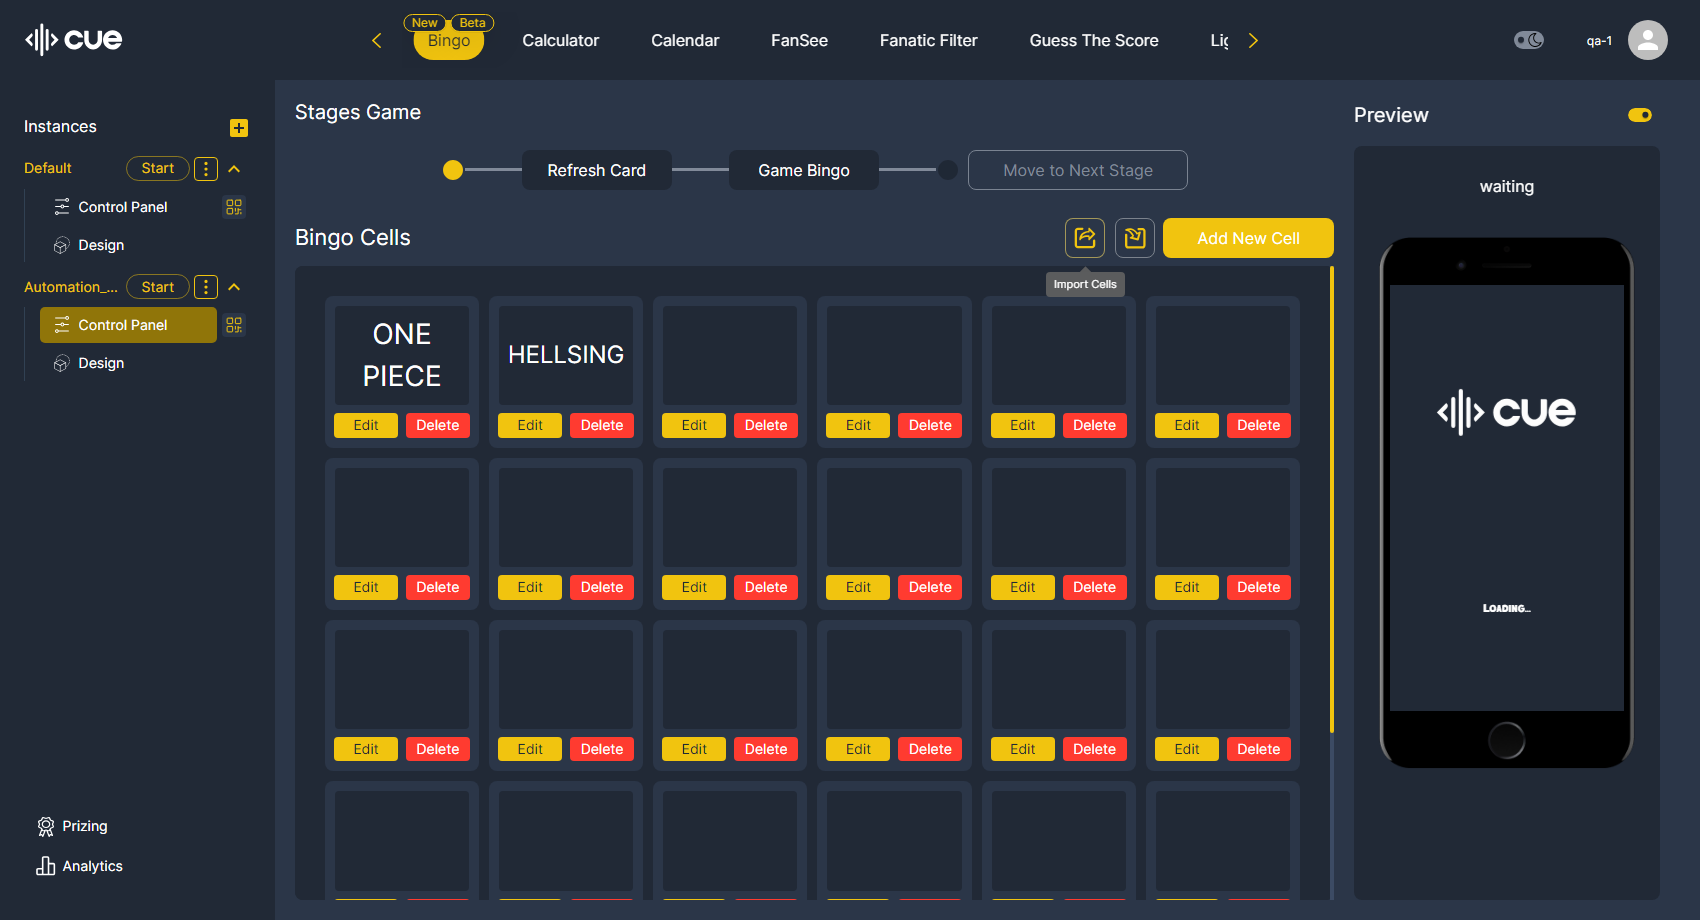 cue
New
Beta
Bingo
Calculator
Calendar
FanSee
Fanatic Filter
Guess The Score
Lig
qa-1
Instances
Default
Start
Control Panel
Design
Automation_...
Start
Control Panel
Design
Prizing
Analytics
Stages Game
Refresh Card
Game Bingo
Move to Next Stage
Bingo Cells
Add New Cell
Import Cells
ONE
PIECE
HELLSING
Edit Delete Edit Delete Edit Delete Edit Delete Edit Delete Edit Delete
Edit Delete Edit Delete Edit Delete Edit Delete Edit Delete Edit Delete
Edit Delete Edit Delete Edit Delete Edit Delete Edit Delete Edit Delete
Preview
waiting
cue
Loading...